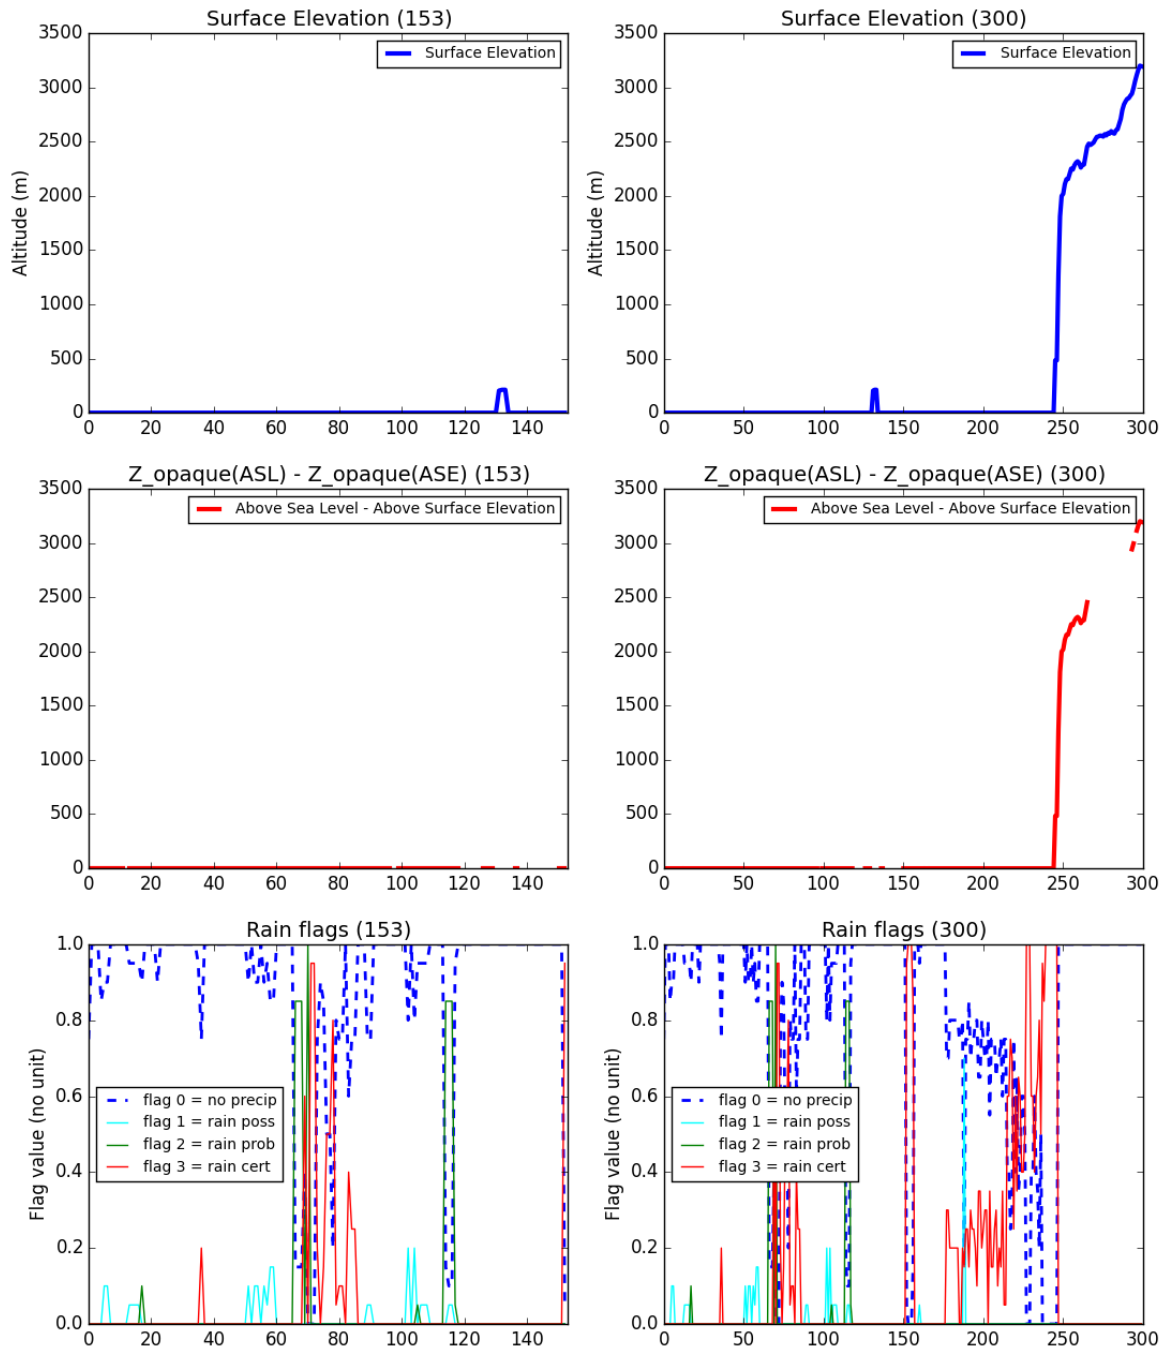 Surface Elevation (153)
Altitude (m)
3500
3000
2500
2000
1500
1000
500
0
Surface Elevation
0 20 40 60 80 100 120 140
Surface Elevation (300)
Altitude (m)
3500
3000
2500
2000
1500
1000
500
0
Surface Elevation
0 50 100 150 200 250 300
Z_opaque(ASL) - Z_opaque(ASE) (153)
3500
3000
2500
2000
1500
1000
500
0
Above Sea Level - Above Surface Elevation
0 20 40 60 80 100 120 140
Z_opaque(ASL) - Z_opaque(ASE) (300)
3500
3000
2500
2000
1500
1000
500
0
Above Sea Level - Above Surface Elevation
0 50 100 150 200 250 300
Rain flags (153)
Flag value (no unit)
1.0
0.8
0.6
0.4
0.2
0.0
flag 0 = no precip
flag 1 = rain poss
flag 2 = rain prob
flag 3 = rain cert
0 20 40 60 80 100 120 140
Rain flags (300)
Flag value (no unit)
1.0
0.8
0.6
0.4
0.2
0.0
flag 0 = no precip
flag 1 = rain poss
flag 2 = rain prob
flag 3 = rain cert
0 50 100 150 200 250 300